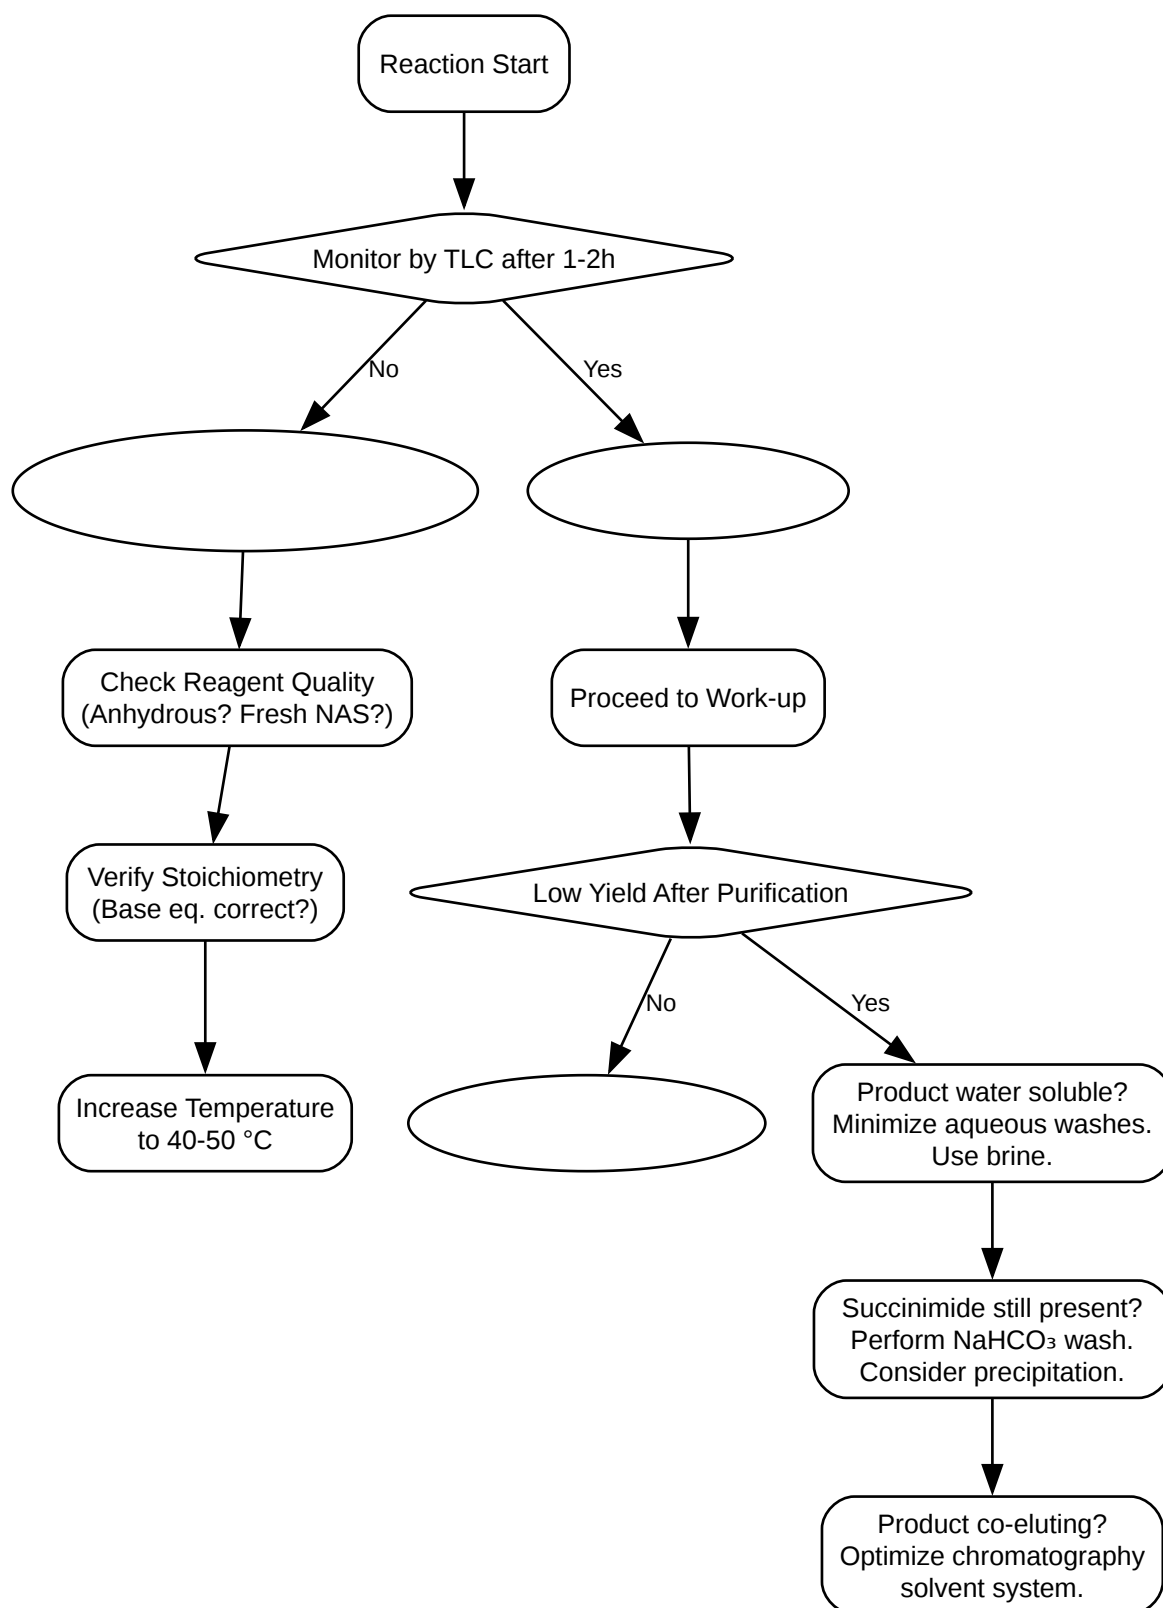 Reaction Start
Monitor by TLC after 1-2h
No
Yes
Check Reagent Quality
(Anhydrous? Fresh NAS?)
Proceed to Work-up
Verify Stoichiometry
(Base eq. correct?)
Low Yield After Purification
No
Yes
Increase Temperature
to 40-50 °C
Product water soluble?
Minimize aqueous washes.
Use brine.
Succinimide still present?
Perform NaHCO₃ wash.
Consider precipitation.
Product co-eluting?
Optimize chromatography
solvent system.